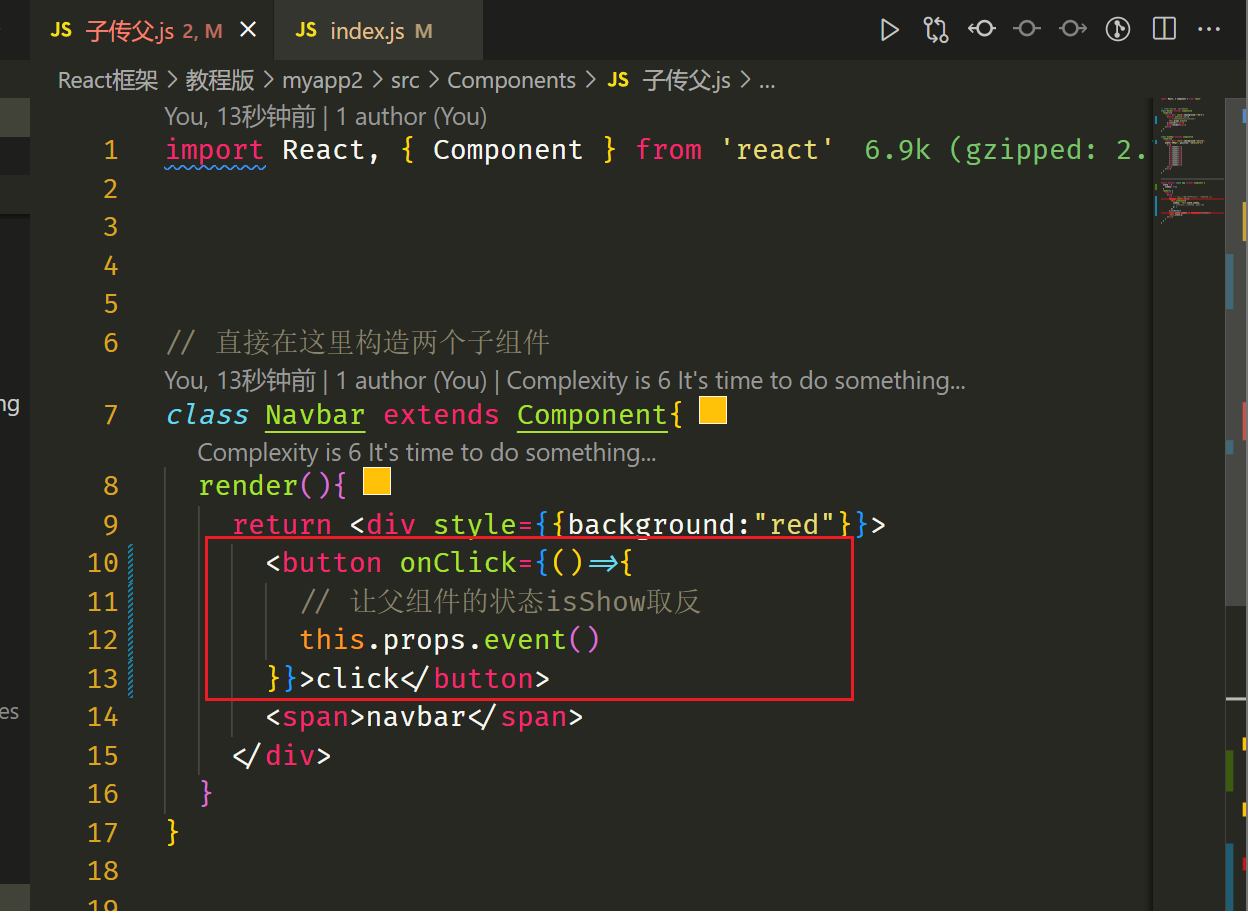 JS 子传父.js 2, M ×
JS index.js M
React框架 > 教程版 > myapp2 > src > Components > JS 子传父.js > ...
You, 13秒钟前 | 1 author (You)
1 import React, { Component } from 'react' 6.9k (gzipped: 2.
2
3
4
5
6 // 直接在这里构造两个子组件
You, 13秒钟前 | 1 author (You) | Complexity is 6 It's time to do something...
7 class Navbar extends Component{
Complexity is 6 It's time to do something...
8 render(){
9 return <div style={{background:"red"}}>
10 <button onClick={()=>{
11 // 让父组件的状态isShow取反
12 this.props.event()
13 }}>click</button>
14 <span>navbar</span>
15 </div>
16 }
17 }
18
19
ng
es